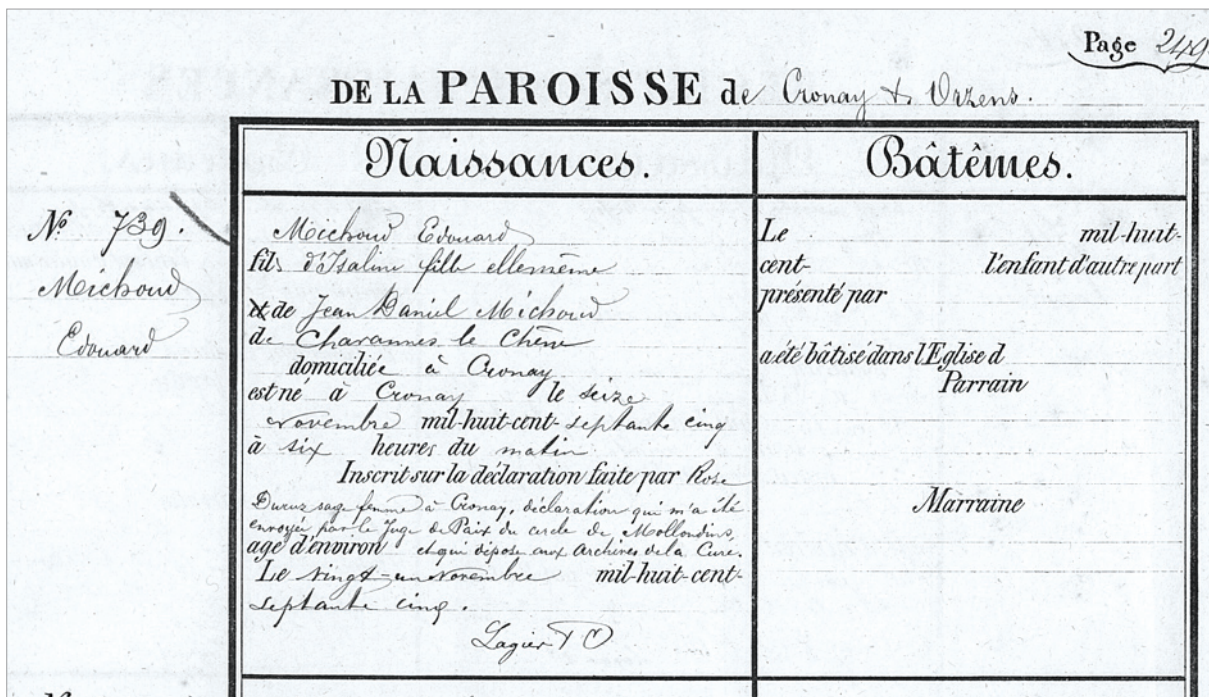 Page 249
DE LA PAROISSE de Cronay & Orzens.
Naissances.
Bâtêmes.
N° 739.
Michoud
Edouard
Michoud Edouard
fils d'Isaline fille ellemême
et de Jean Daniel Michoud
de Chavannes le Chêne
domiciliée à Cronay
est né à Cronay le seize
novembre mil-huit-cent-septante cinq
à six heures du matin
Inscrit sur la déclaration faite par Rose
Duruz sage femme à Cronay, déclaration qui m'a été
envoyée par le Juge de Paix du cercle de Mollondins
agé d'environ et qui dépose aux Archives de la Cure.
Le vingt-un novembre mil-huit-cent-
septante cinq.
Lagier
Le mil-huit-
cent- l'enfant d'autre part
présenté par
a été bâtisé dans l'Eglise d
Parrain
Marraine